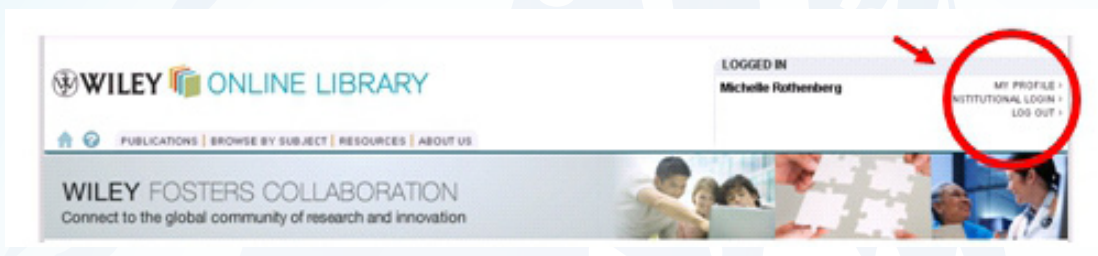 WILEY ONLINE LIBRARY
LOGGED IN
Michelle Rothenberg
MY PROFILE >
INSTITUTIONAL LOGIN >
LOG OUT >
PUBLICATIONS | BROWSE BY SUBJECT | RESOURCES | ABOUT US
WILEY FOSTERS COLLABORATION
Connect to the global community of research and innovation